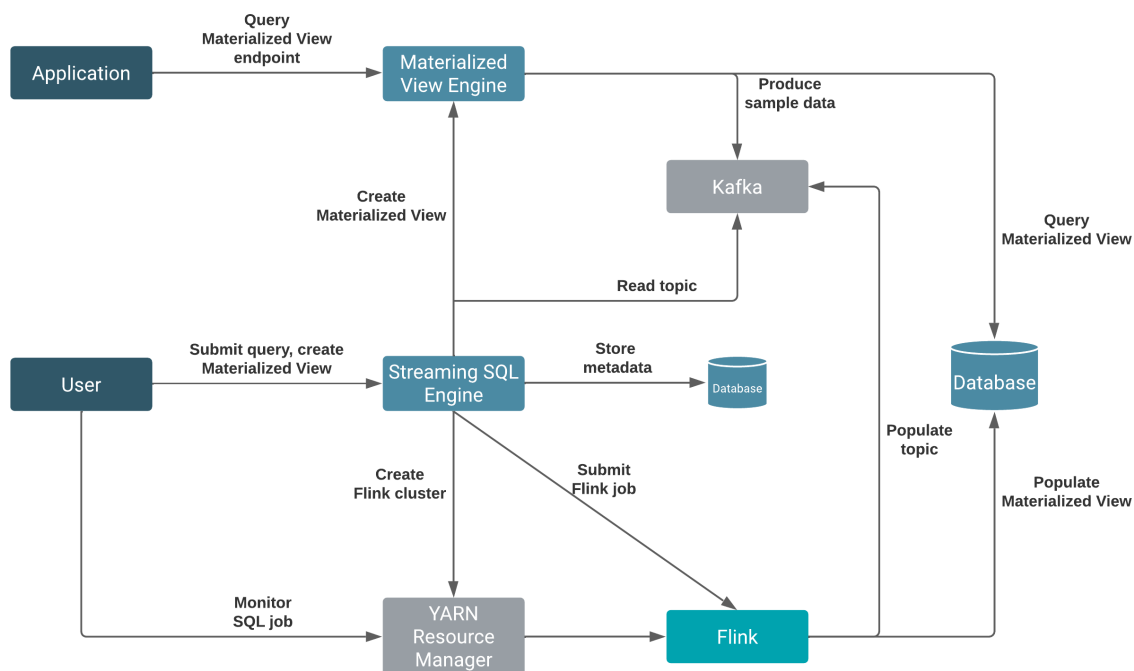 Query
Materialized View
endpoint
Application
Materialized
View Engine
Produce
sample data
Kafka
Create
Materialized View
Query
Materialized View
Read topic
Submit query, create
Materialized View
User
Streaming SQL
Engine
Store
metadata
Database
Database
Create
Flink cluster
Submit
Flink job
Populate
topic
Populate
Materialized View
Monitor
SQL job
YARN
Resource
Manager
Flink